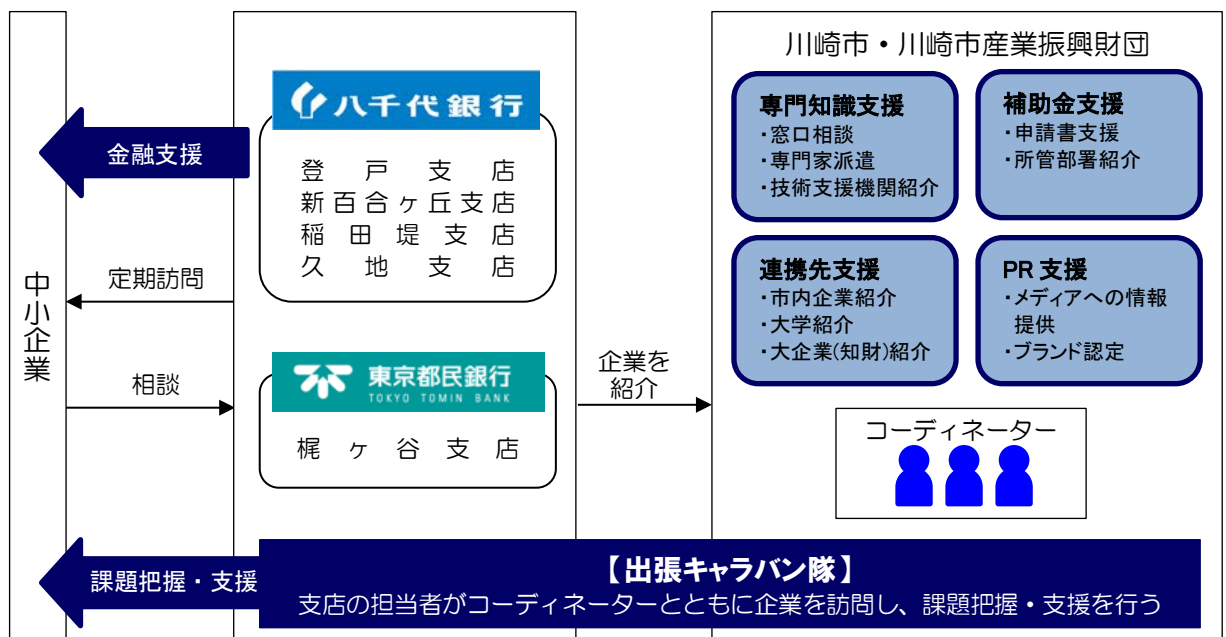 中小企業
金融支援
定期訪問
相談
八千代銀行
登戸支店
新百合ヶ丘支店
稲田堤支店
久地支店
東京都民銀行
TOKYO TOMIN BANK
梶ヶ谷支店
企業を
紹介
川崎市・川崎市産業振興財団
専門知識支援
・窓口相談
・専門家派遣
・技術支援機関紹介
補助金支援
・申請書支援
・所管部署紹介
連携先支援
・市内企業紹介
・大学紹介
・大企業(知財)紹介
PR 支援
・メディアへの情報
提供
・ブランド認定
コーディネーター
課題把握・支援
【出張キャラバン隊】
支店の担当者がコーディネーターとともに企業を訪問し、課題把握・支援を行う